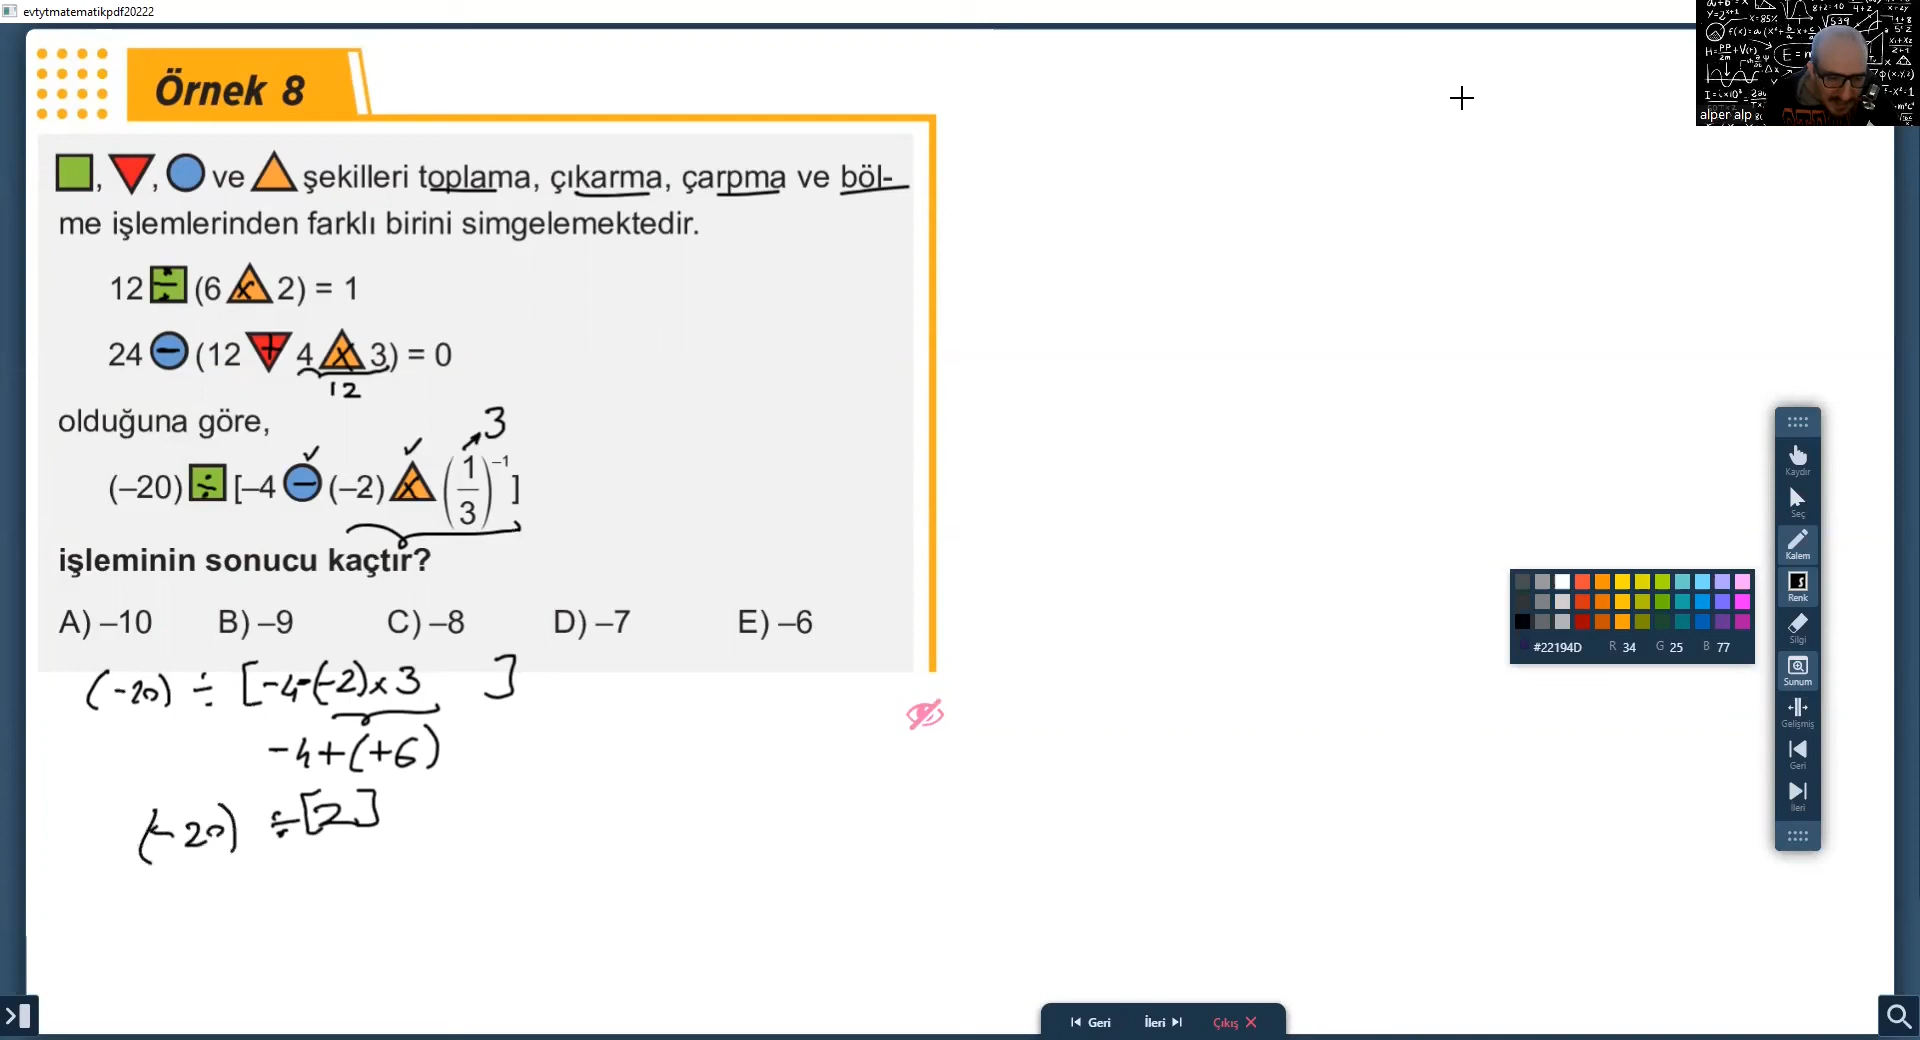 evtytmatematikpdf20222
Örnek 8
, , ve şekilleri toplama, çıkarma, çarpma ve böl-
me işlemlerinden farklı birini simgelemektedir.
12 ÷ (6 x 2) = 1
24 − (12 + 4 x 3) = 0
12
olduğuna göre,
3
(–20) ÷ [–4 − (–2) x (1/3)⁻¹ ]
işleminin sonucu kaçtır?
A) –10 B) –9 C) –8 D) –7 E) –6
(-20) ÷ [-4-(-2)x3 ]
-4+(+6)
(-20) ÷[2]
alper alp
Kaydır
Seç
Kalem
Renk
Silgi
Sunum
Gelişmiş
Geri
İleri
#22194D R 34 G 25 B 77
Geri İleri Çıkış